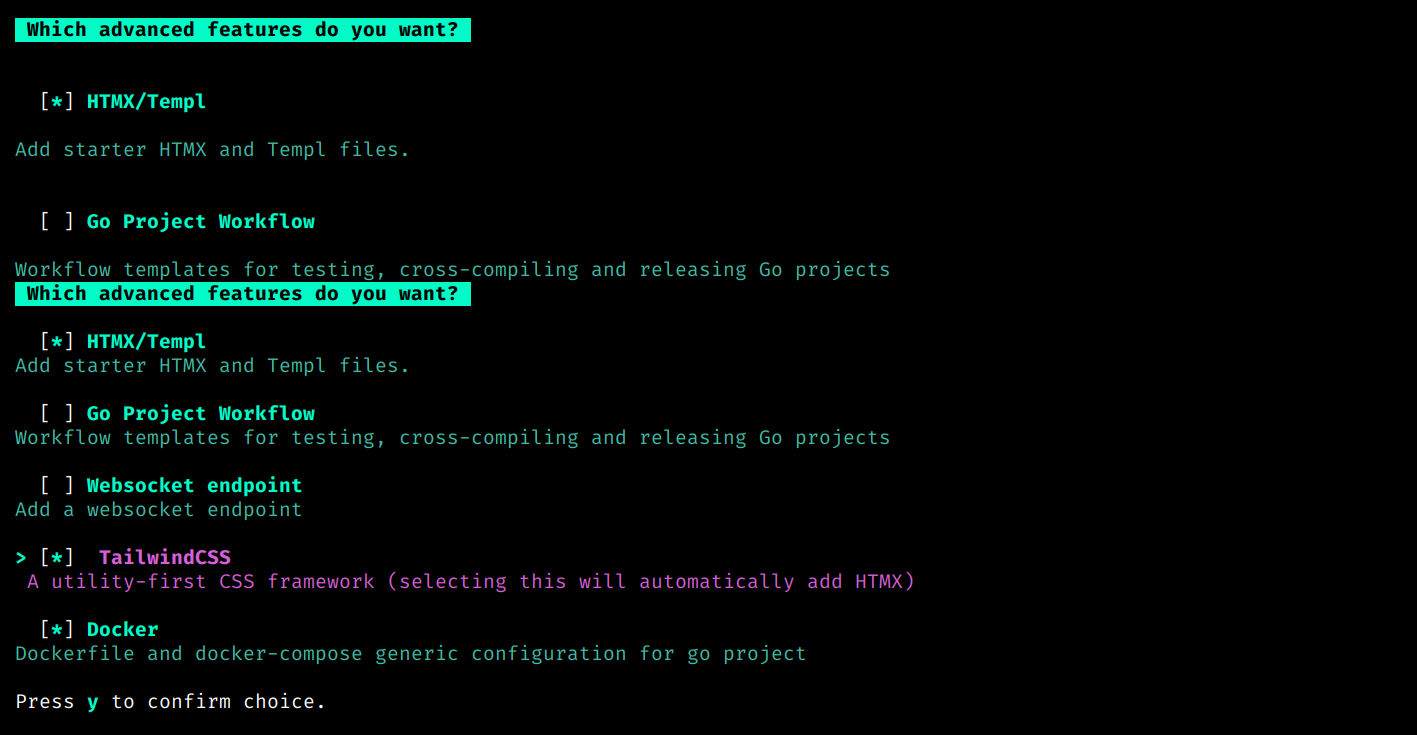 Which advanced features do you want?
[*] HTMX/Templ
Add starter HTMX and Templ files.
[ ] Go Project Workflow
Workflow templates for testing, cross-compiling and releasing Go projects
Which advanced features do you want?
[*] HTMX/Templ
Add starter HTMX and Templ files.
[ ] Go Project Workflow
Workflow templates for testing, cross-compiling and releasing Go projects
[ ] Websocket endpoint
Add a websocket endpoint
> [*]  TailwindCSS
A utility-first CSS framework (selecting this will automatically add HTMX)
[*] Docker
Dockerfile and docker-compose generic configuration for go project
Press y to confirm choice.